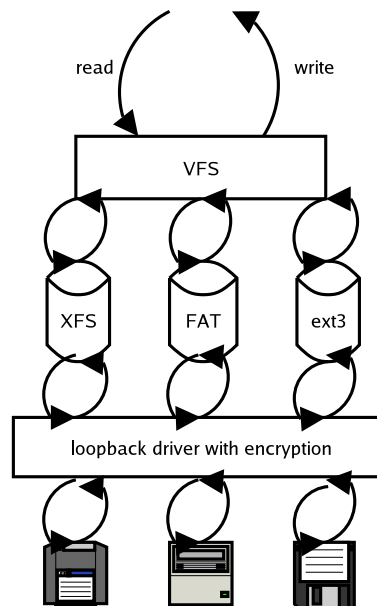 read
write
VFS
XFS
FAT
ext3
loopback driver with encryption